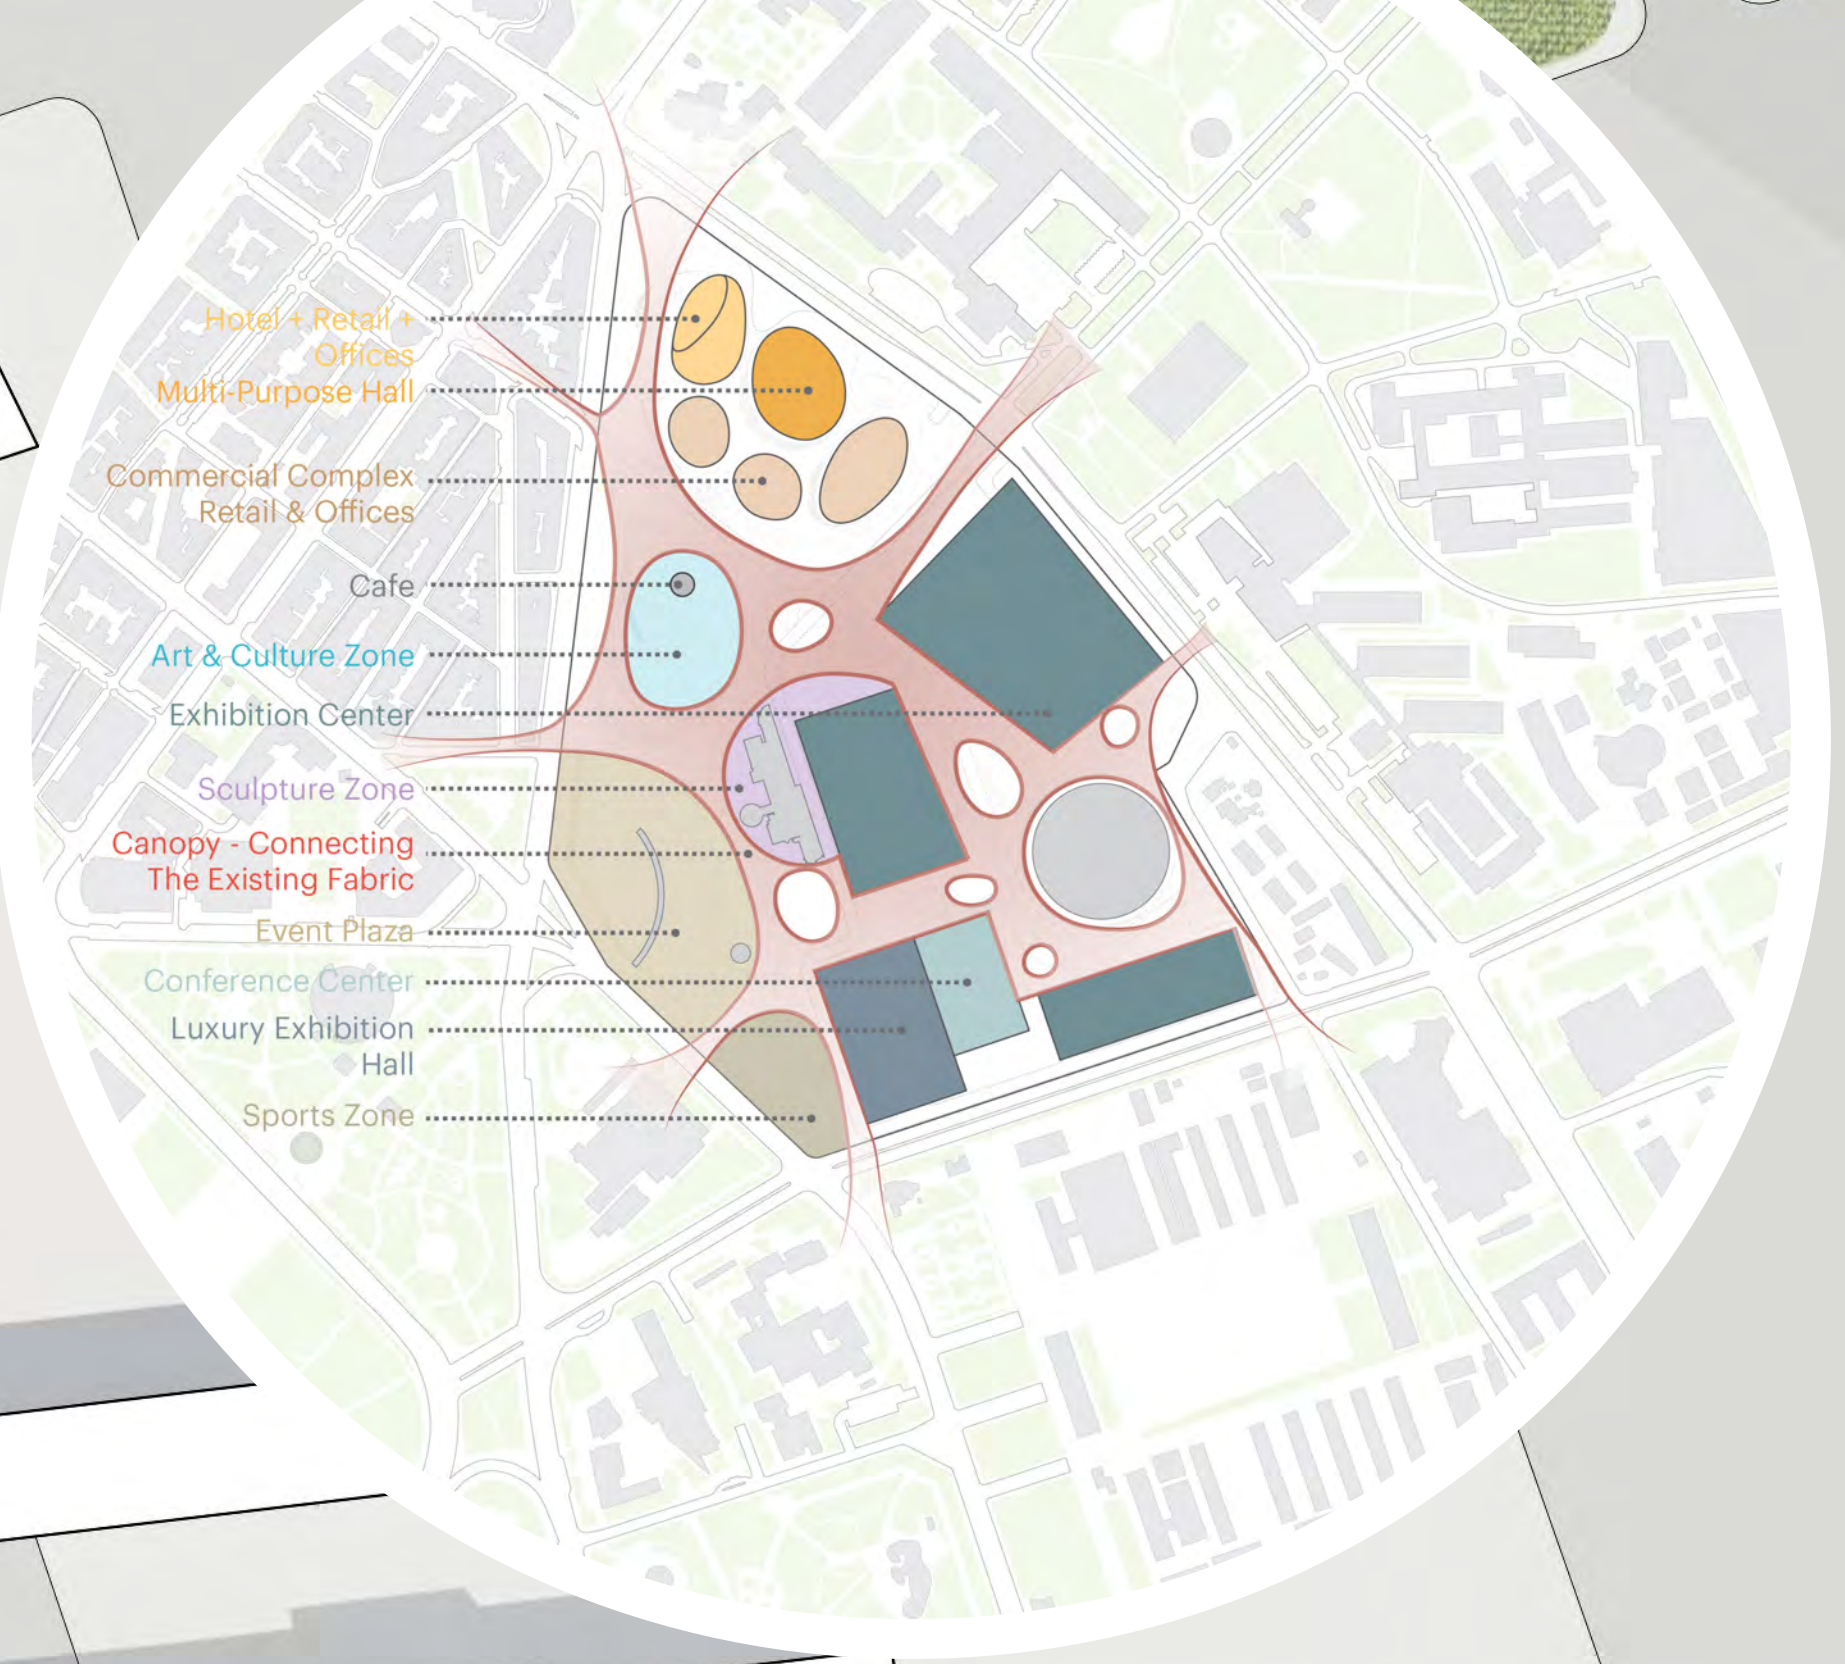 Hotel + Retail +
Offices
Multi-Purpose Hall
Commercial Complex
Retail & Offices
Cafe
Art & Culture Zone
Exhibition Center
Sculpture Zone
Canopy - Connecting
The Existing Fabric
Event Plaza
Conference Center
Luxury Exhibition
Hall
Sports Zone